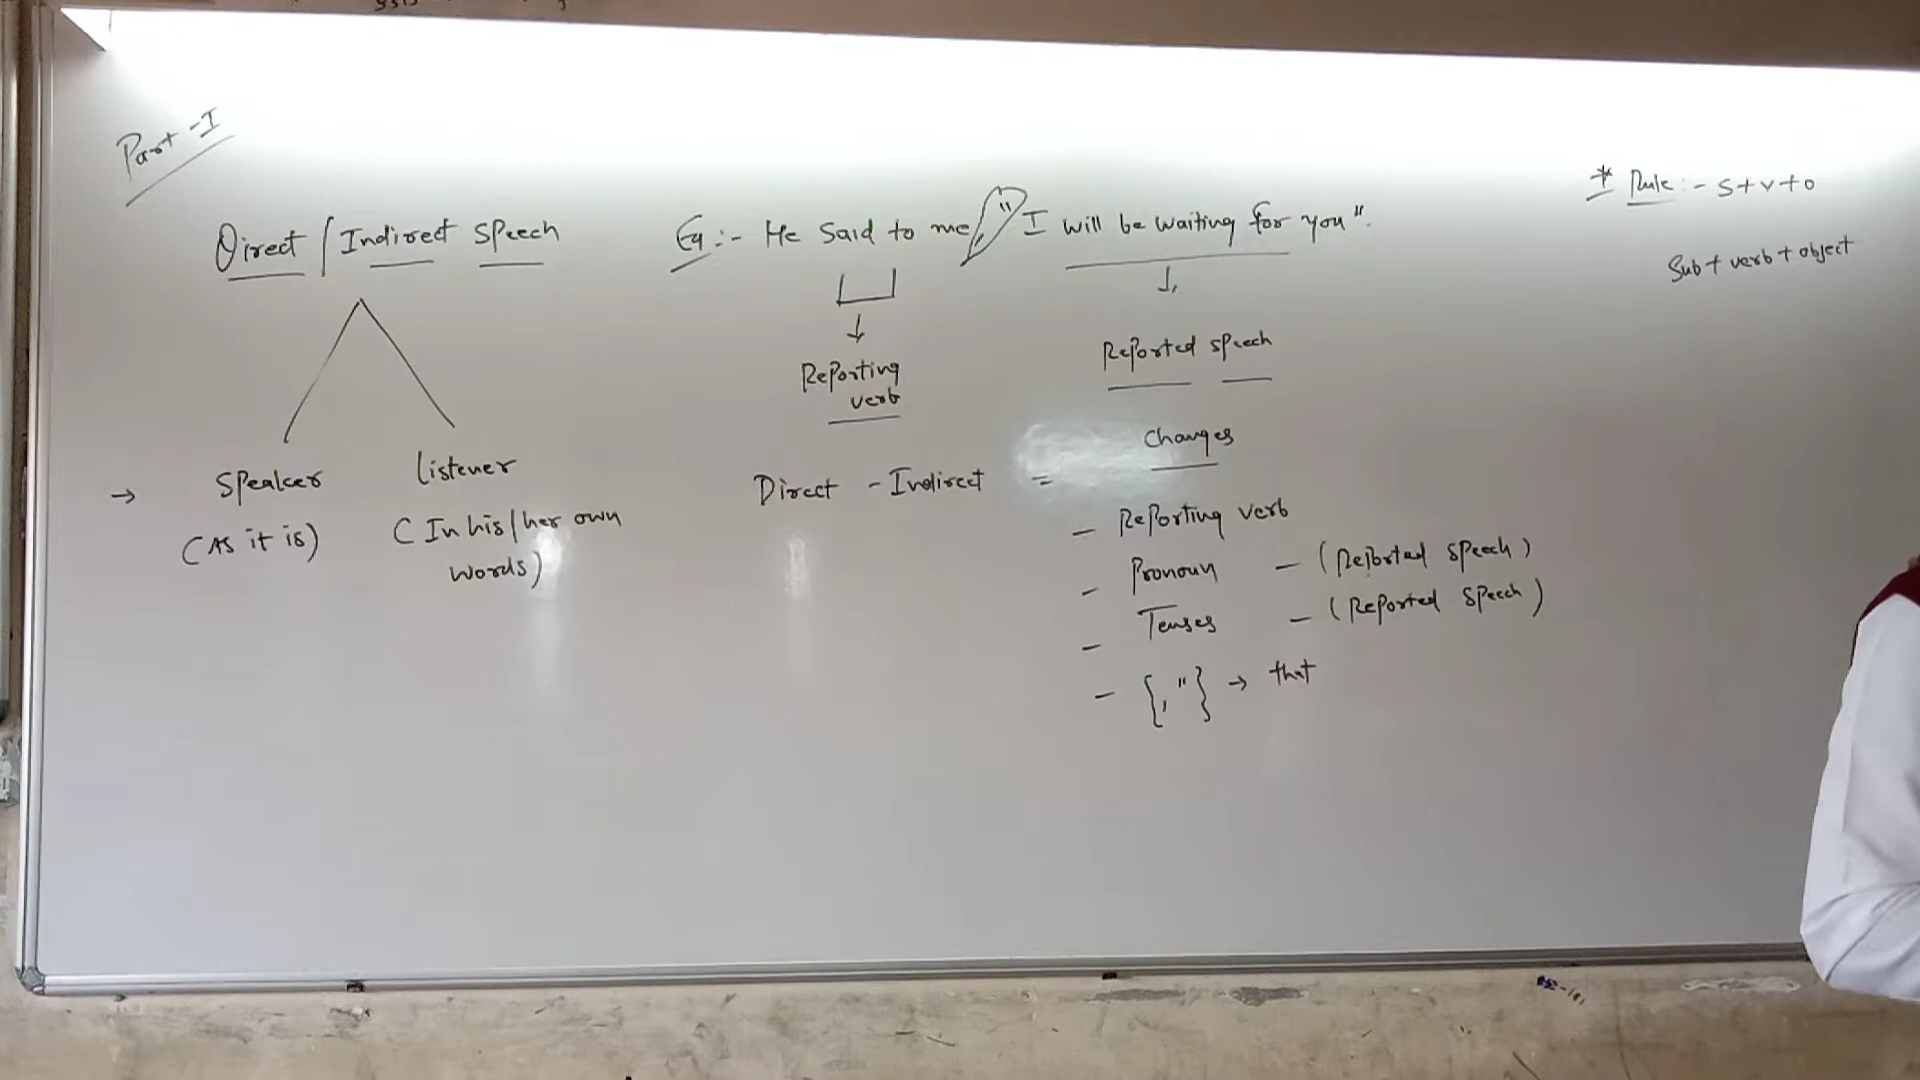 Part-I
Direct / Indirect Speech
Speaker
(As it is)
Listener
(In his/her own
words)
Eg:- He said to me, "I will be waiting for you".
Reporting
verb
Reported speech
Direct - Indirect =
Changes
- Reporting verb
- Pronoun - (Reported speech)
- Tenses - (Reported speech)
- {,"} → that
* Rule:- S+V+O
Sub + verb + object